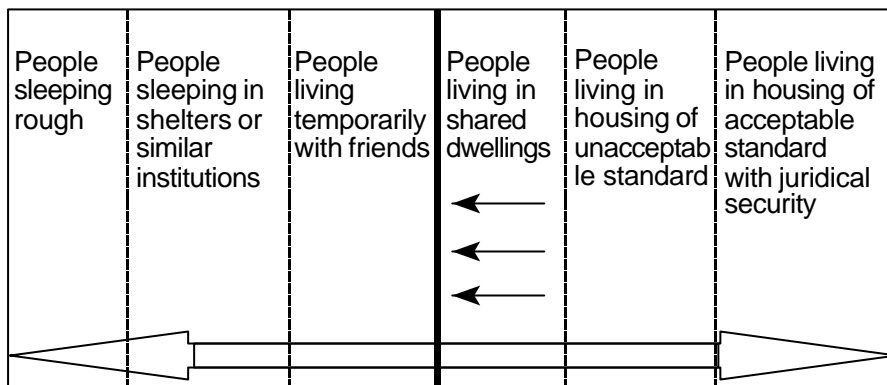 People
sleeping
rough
People
sleeping in
shelters or
similar
institutions
People
living
temporarily
with friends
People
living in
shared
dwellings
People
living in
housing of
unacceptab
le standard
People living
in housing of
acceptable
standard
with juridical
security